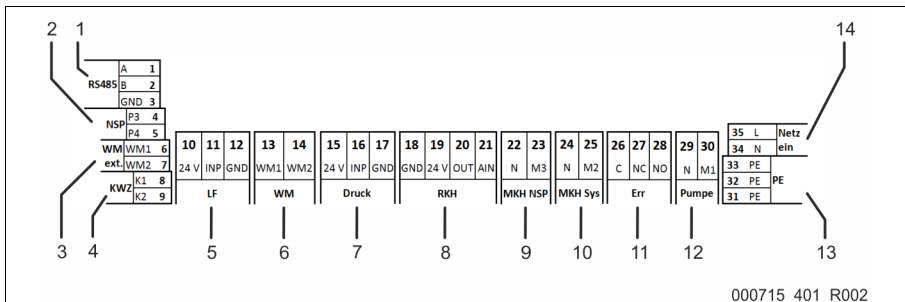 2 1 14
A 1
RS485 B 2
GND 3
NSP P3 4
P4 5
WM WM1 6
ext. WM2 7
KWZ K1 8
K2 9
10 11 12 13 14 15 16 17 18 19 20 21 22 23 24 25 26 27 28 29 30
24 V INP GND WM1 WM2 24 V INP GND GND 24 V OUT AIN N M3 N M2 C NC NO N M1
LF WM Druck RKH MKH NSP MKH Sys Err Pumpe
35 L Netz
34 N ein
33 PE
32 PE PE
31 PE
3 4 5 6 7 8 9 10 11 12 13
000715_401_R002